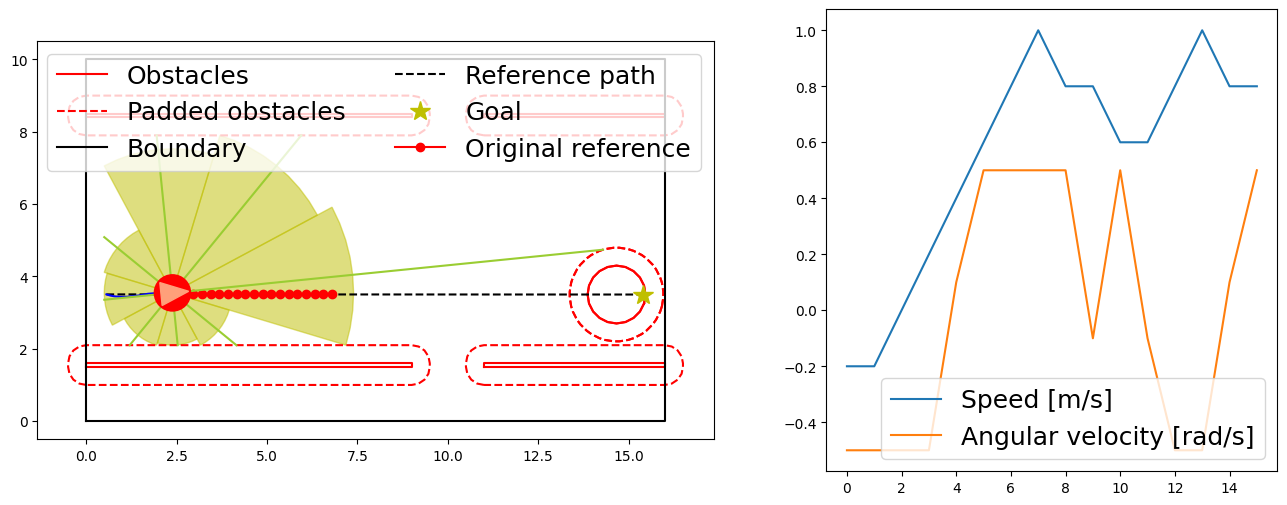 Obstacles
Padded obstacles
Boundary
Reference path
Goal
Original reference
10
8
6
4
2
0
0.0 2.5 5.0 7.5 10.0 12.5 15.0
1.0
0.8
0.6
0.4
0.2
0.0
−0.2
−0.4
Speed [m/s]
Angular velocity [rad/s]
0 2 4 6 8 10 12 14